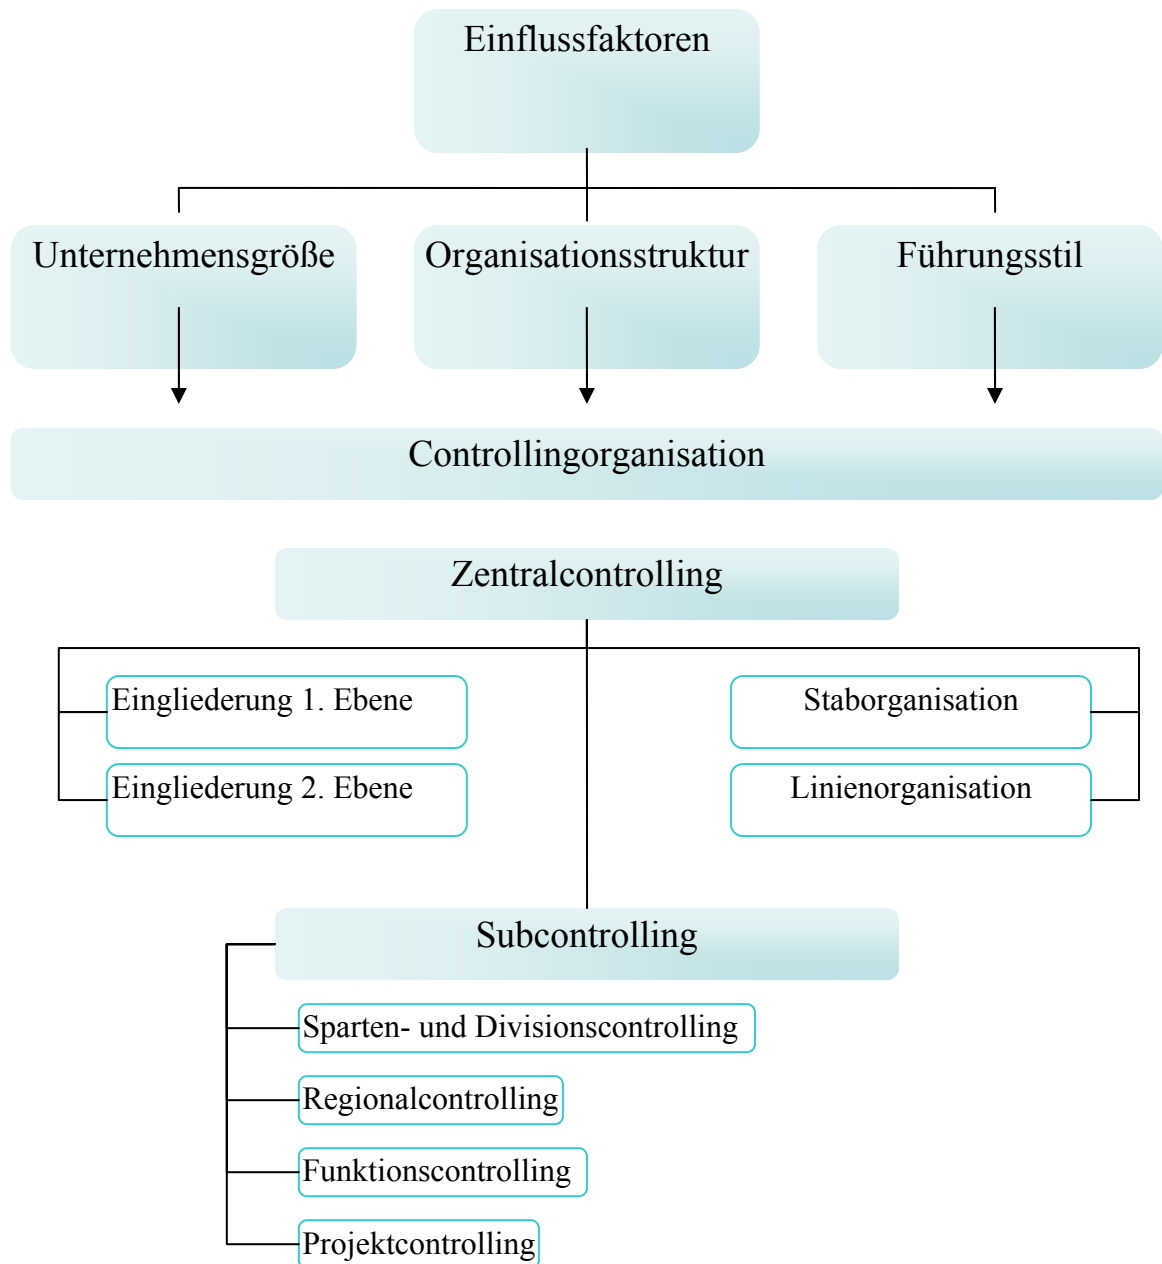 Einflussfaktoren
Unternehmensgröße
Organisationsstruktur
Führungsstil
Controllingorganisation
Zentralcontrolling
Eingliederung 1. Ebene
Eingliederung 2. Ebene
Staborganisation
Linienorganisation
Subcontrolling
Sparten- und Divisionscontrolling
Regionalcontrolling
Funktionscontrolling
Projektcontrolling